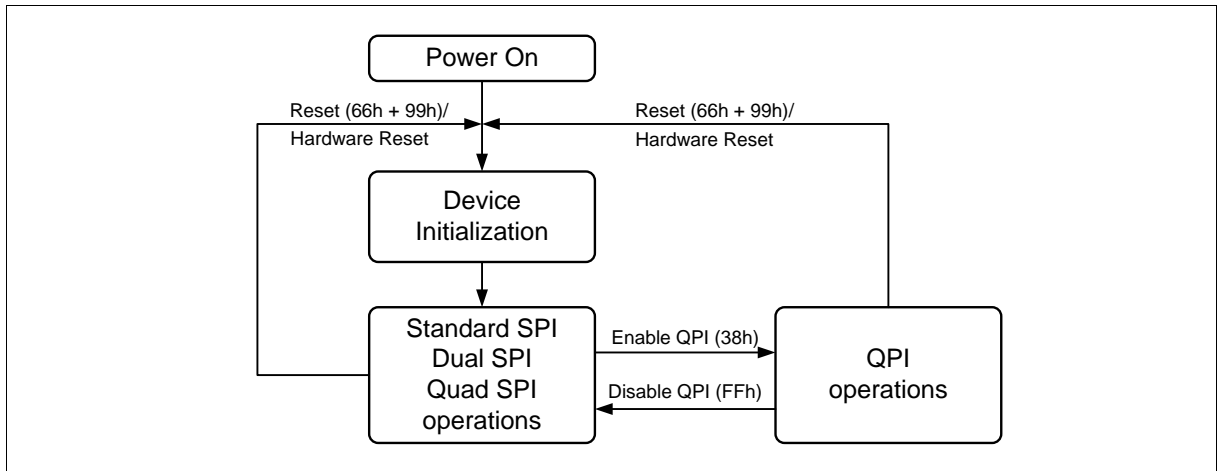 Power On
Reset (66h + 99h)/
Hardware Reset
Reset (66h + 99h)/
Hardware Reset
Device
Initialization
Standard SPI
Dual SPI
Quad SPI
operations
Enable QPI (38h)
Disable QPI (FFh)
QPI
operations